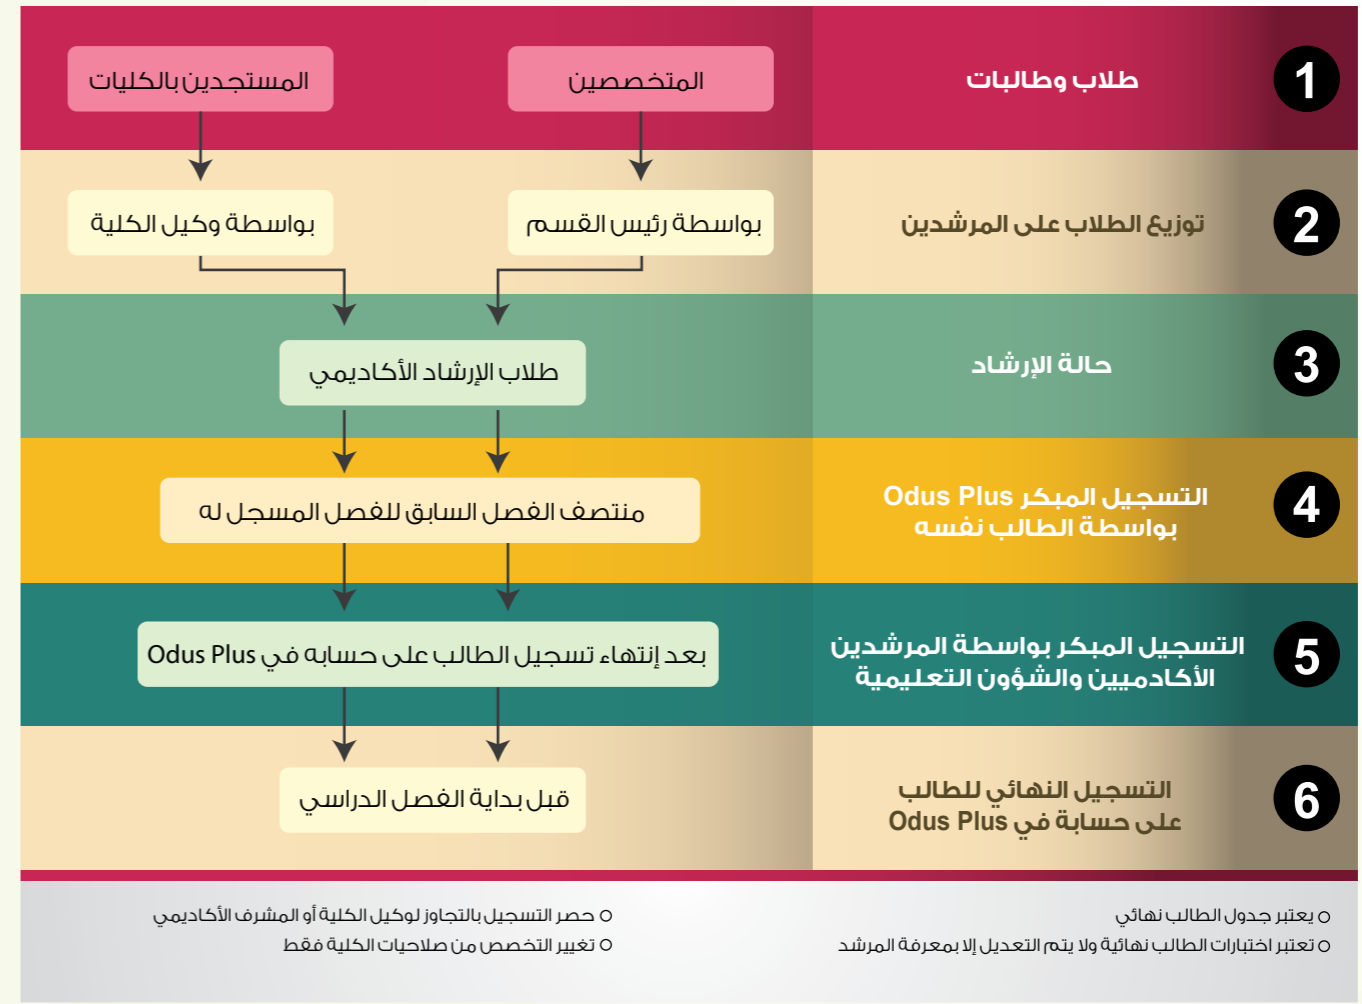 1
طلاب وطالبات
المتخصصين
المستجدين بالكليات
2
توزيع الطلاب على المرشدين
بواسطة رئيس القسم
بواسطة وكيل الكلية
3
حالة الإرشاد
طلاب الإرشاد الأكاديمي
4
التسجيل المبكر Odus Plus
بواسطة الطالب نفسه
منتصف الفصل السابق للفصل المسجل له
5
التسجيل المبكر بواسطة المرشدين
الأكادميين والشؤون التعليمية
بعد إنتهاء تسجيل الطالب على حسابه في Odus Plus
6
التسجيل النهائي للطالب
على حسابة في Odus Plus
قبل بداية الفصل الدراسي
○ يعتبر جدول الطالب نهائي
○ تعتبر اختبارات الطالب نهائية ولا يتم التعديل إلا بمعرفة المرشد
○ حصر التسجيل بالتجاوز لوكيل الكلية أو المشرف الأكاديمي
○ تغيير التخصص من صلاحيات الكلية فقط